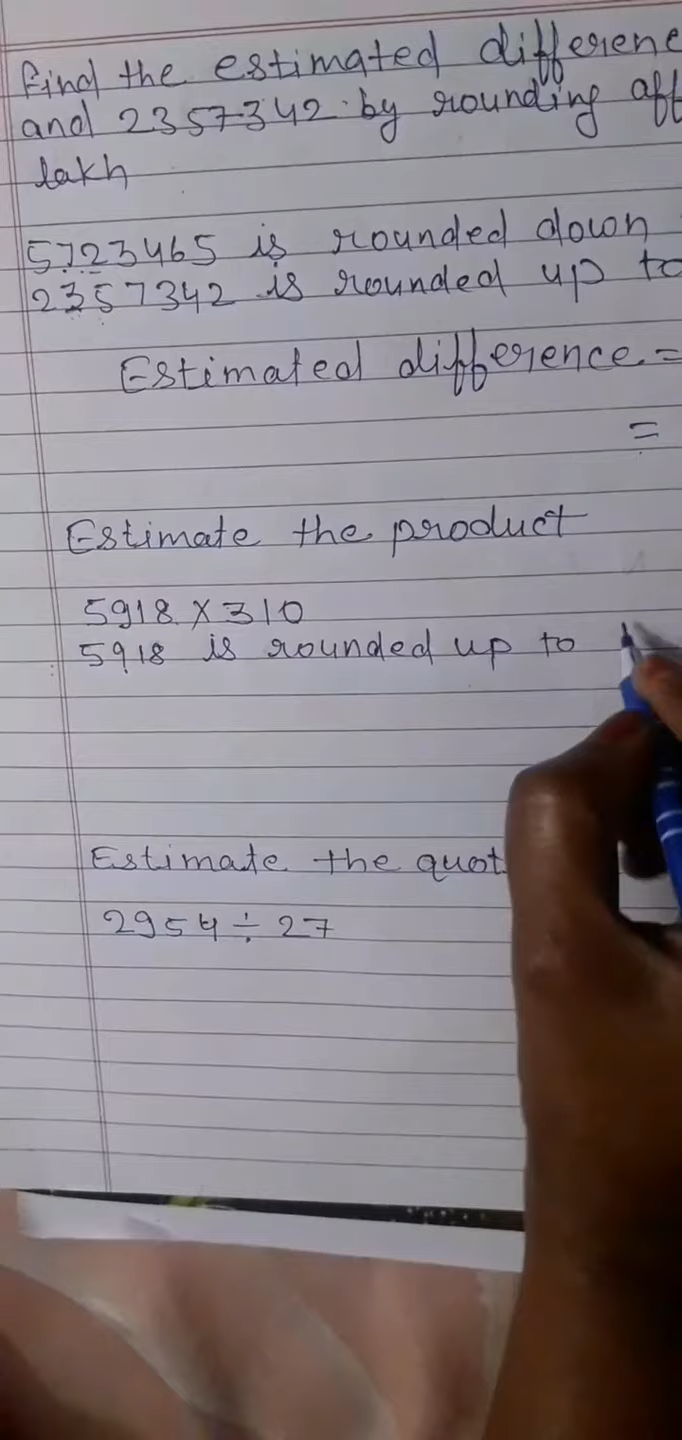 Find the estimated differenc
and 2357342 by rounding off
lakh
5723465 is rounded down
2357342 is rounded up to
Estimated difference =
=
Estimate the product
5918 × 310
5918 is rounded up to
Estimate the quot
2954 ÷ 27